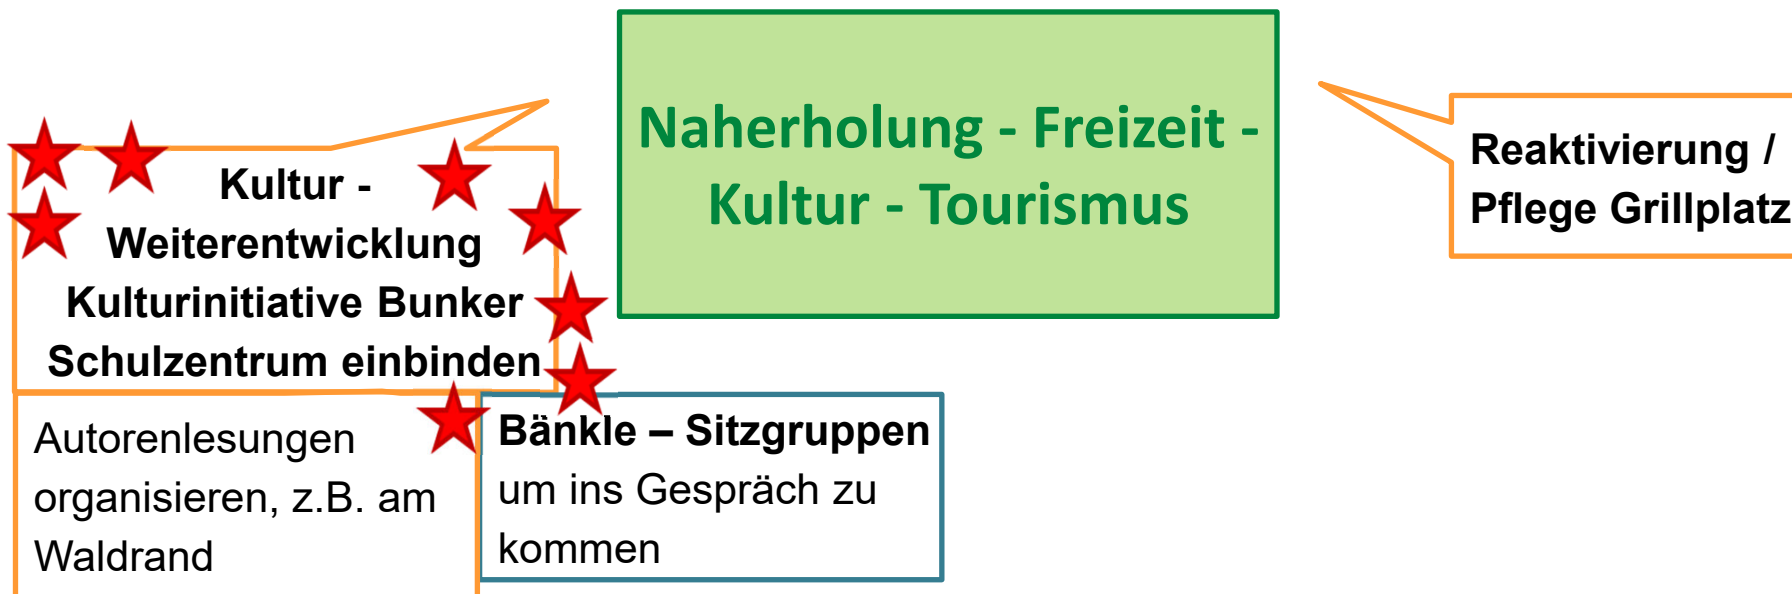 Naherholung - Freizeit -
Kultur - Tourismus
Kultur -
Weiterentwicklung
Kulturinitiative Bunker
Schulzentrum einbinden
Autorenlesungen
organisieren, z.B. am
Waldrand
Bänkle – Sitzgruppen
um ins Gespräch zu
kommen
Reaktivierung /
Pflege Grillplatz